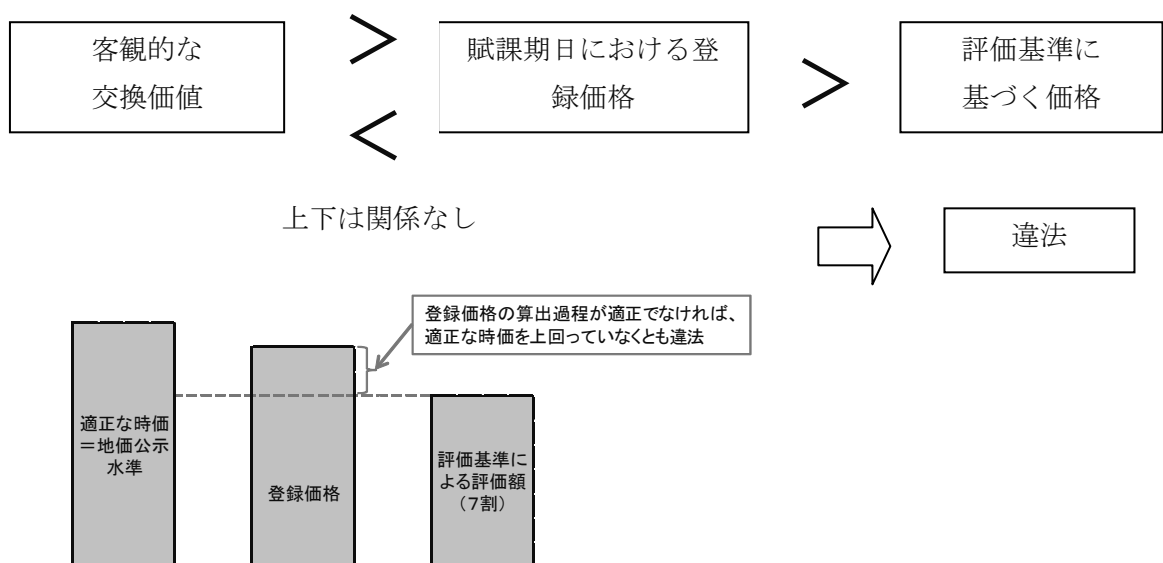 客観的な
交換価値
>
<
賦課期日における登
録価格
>
評価基準に
基づく価格
上下は関係なし
違法
登録価格の算出過程が適正でなければ、
適正な時価を上回っていなくとも違法
適正な時価
=地価公示
水準
登録価格
評価基準に
よる評価額
(7割)